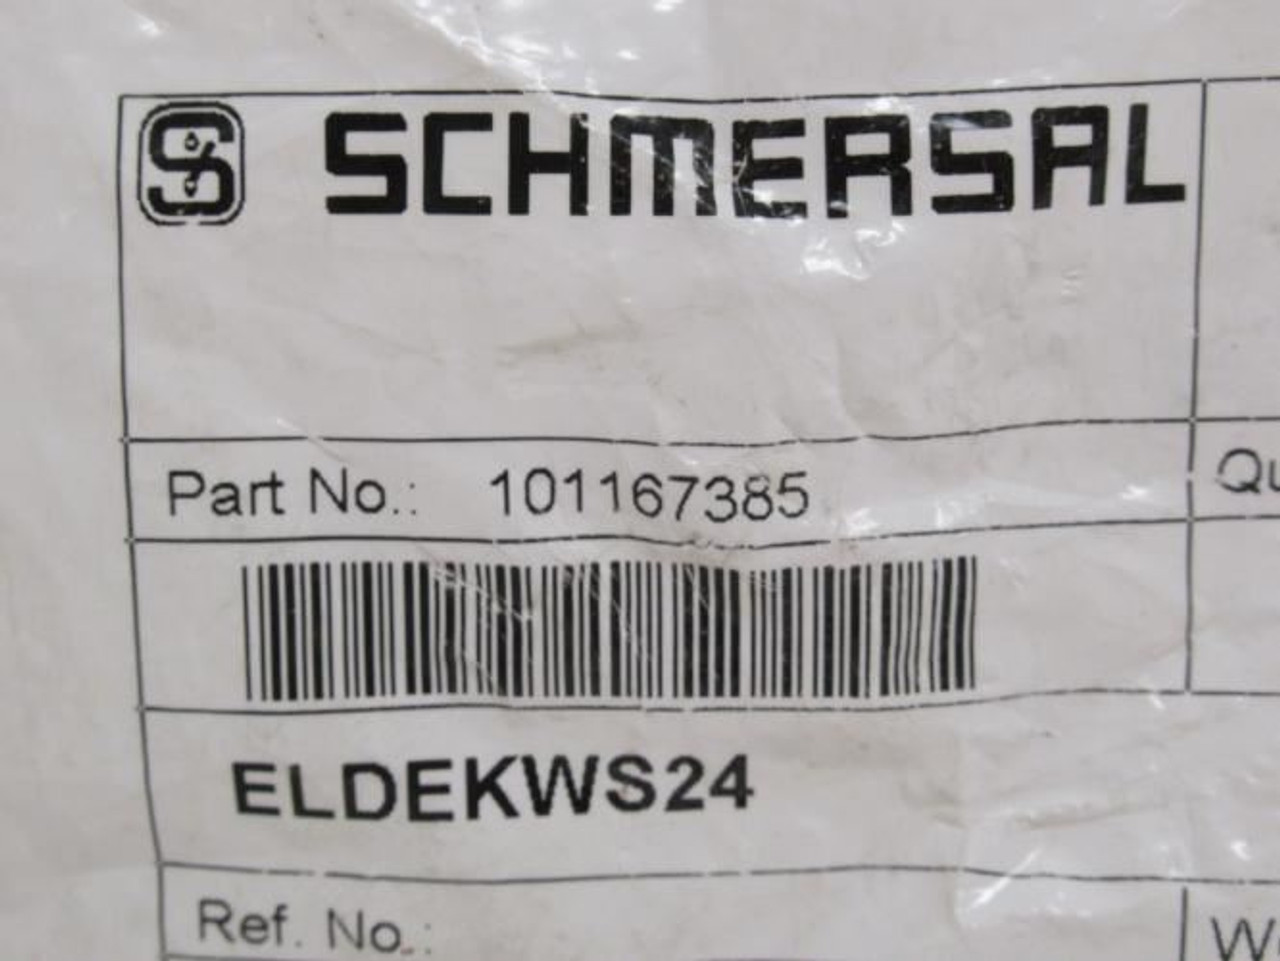 SCHMERSAL
Part No.: 101167385
ELDEKWS24
Ref. No.: